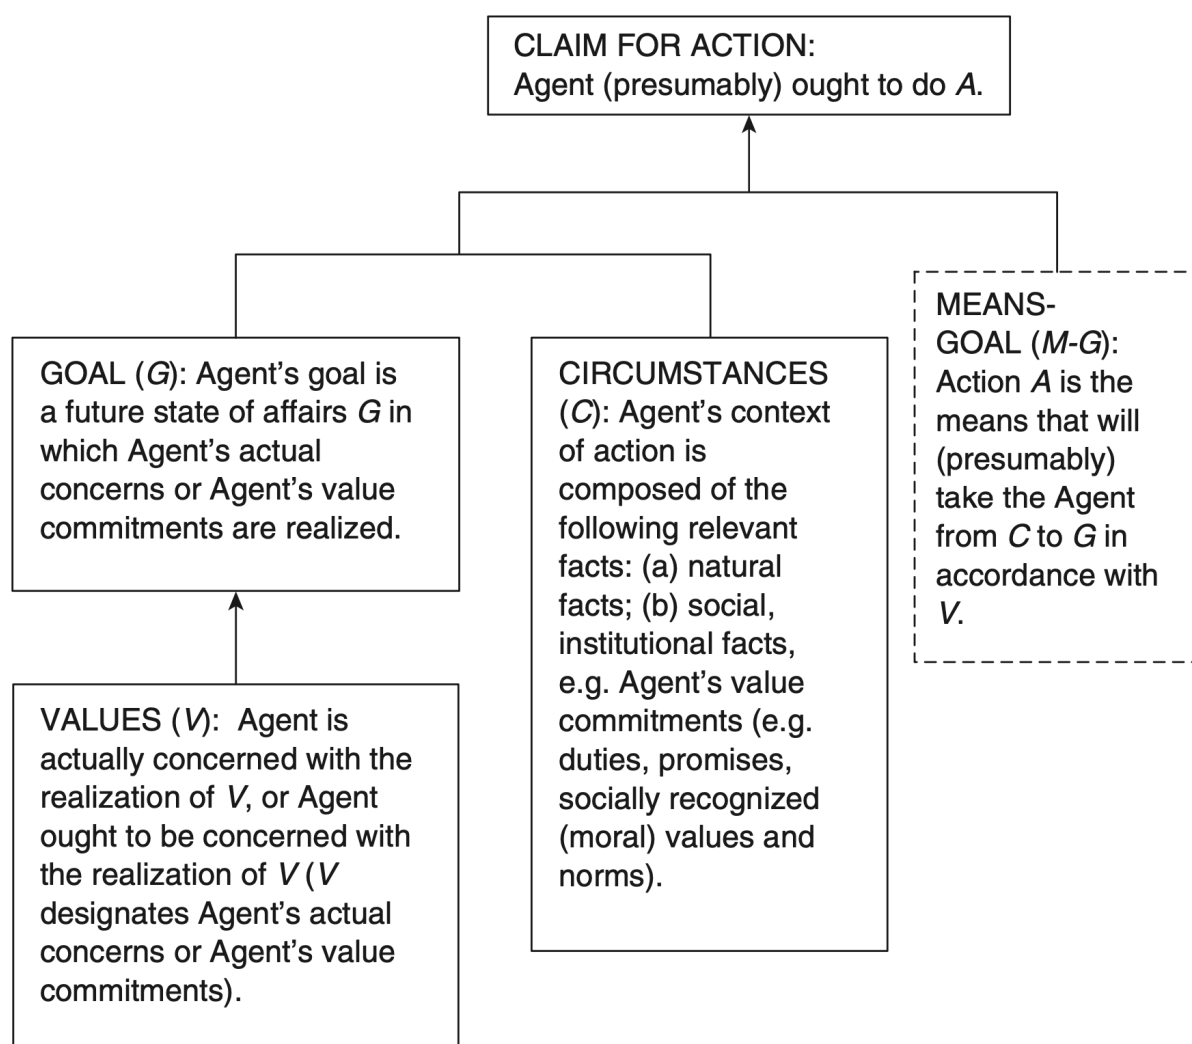 CLAIM FOR ACTION:
Agent (presumably) ought to do A.
GOAL (G): Agent’s goal is
a future state of affairs G in
which Agent’s actual
concerns or Agent’s value
commitments are realized.
CIRCUMSTANCES
(C): Agent’s context
of action is
composed of the
following relevant
facts: (a) natural
facts; (b) social,
institutional facts,
e.g. Agent’s value
commitments (e.g.
duties, promises,
socially recognized
(moral) values and
norms).
MEANS-
GOAL (M-G):
Action A is the
means that will
(presumably)
take the Agent
from C to G in
accordance with
V.
VALUES (V): Agent is
actually concerned with the
realization of V, or Agent
ought to be concerned with
the realization of V (V
designates Agent’s actual
concerns or Agent’s value
commitments).